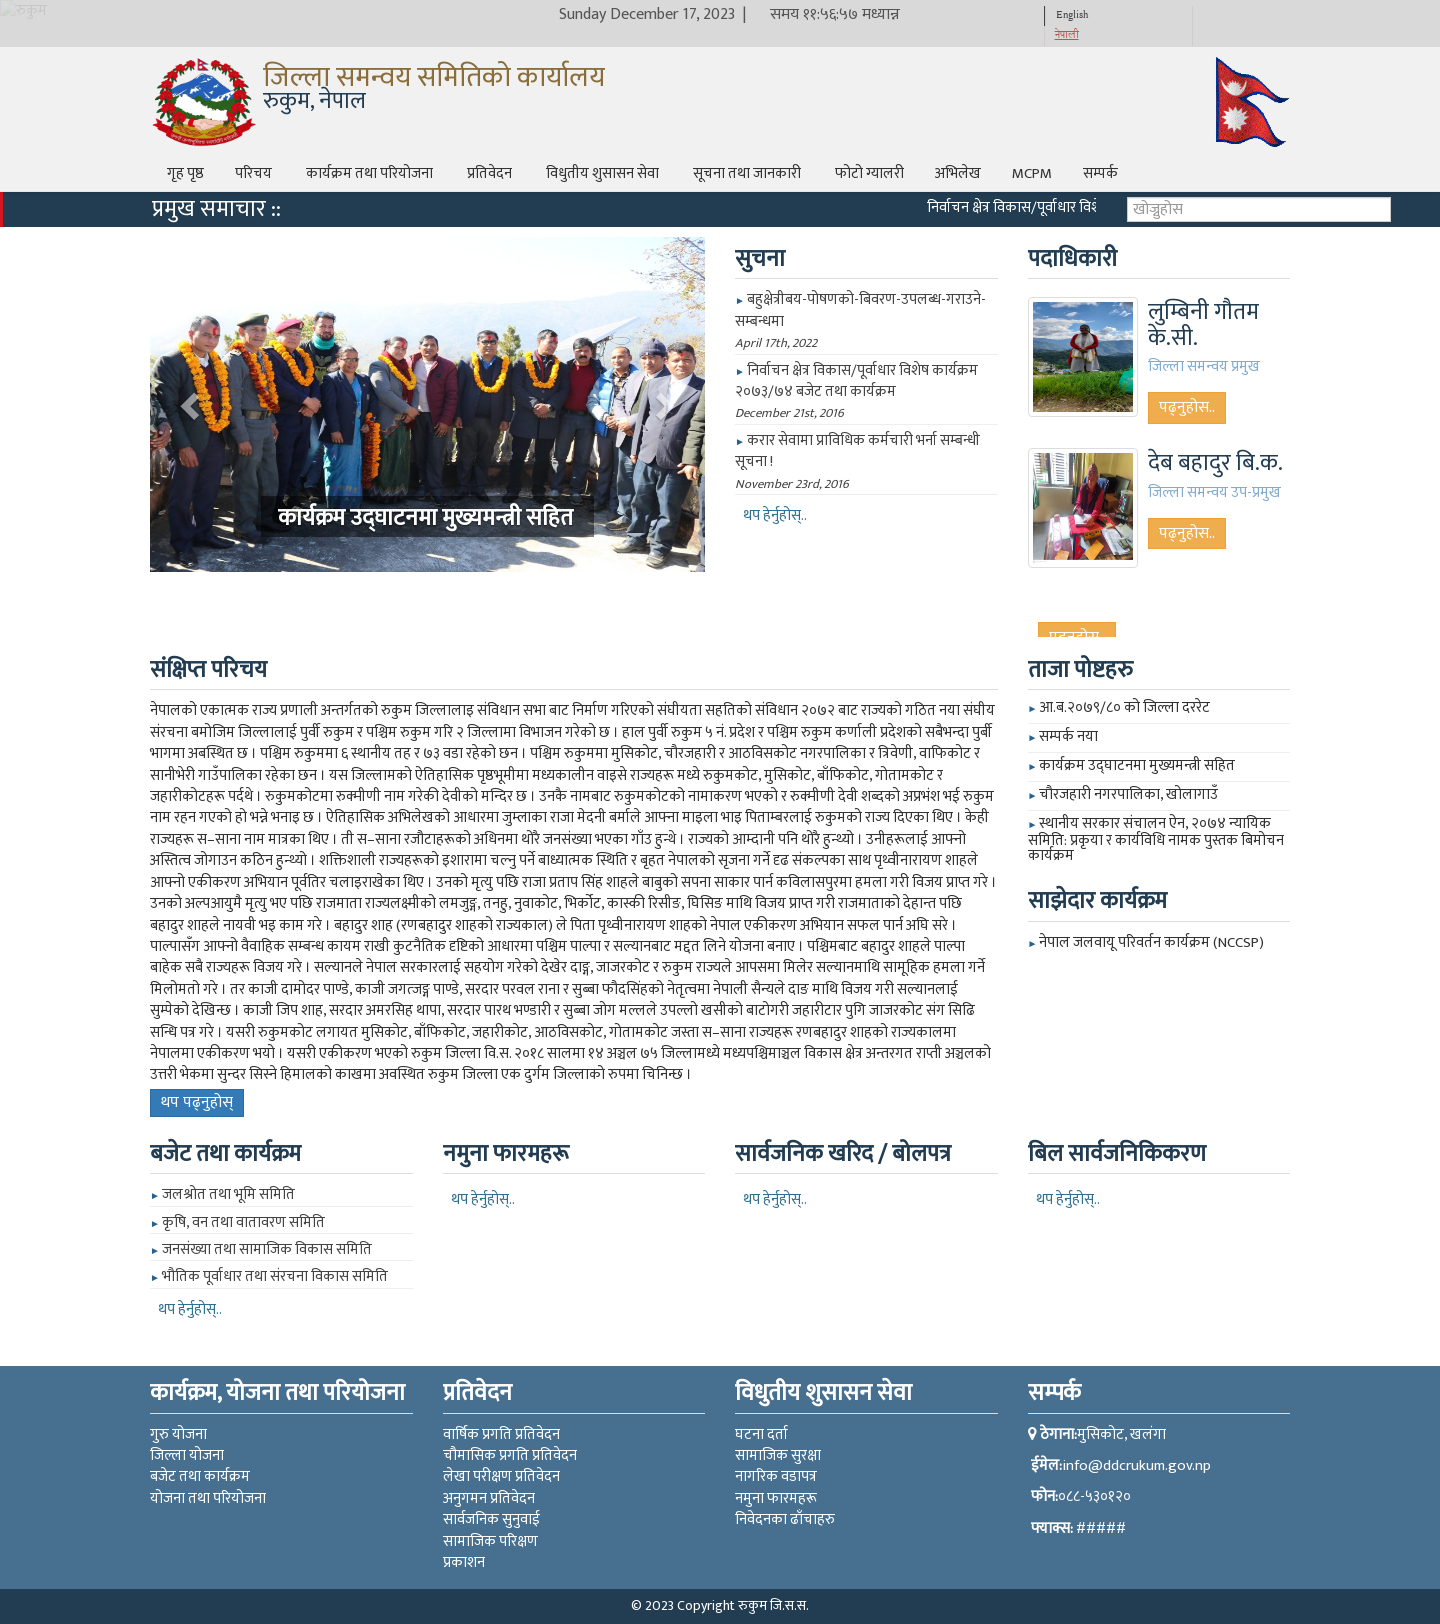 रुकुम
Sunday December 17, 2023 | समय ११:५६:५७ मध्यान्न
English
नेपाली
जिल्ला समन्वय समितिको कार्यालय
रुकुम, नेपाल
गृह पृष्ठ परिचय कार्यक्रम तथा परियोजना प्रतिवेदन विधुतीय शुसासन सेवा सूचना तथा जानकारी फोटो ग्यालरी अभिलेख MCPM सम्पर्क
प्रमुख समाचार ::
निर्वाचन क्षेत्र विकास/पूर्वाधार
खोज्नुहोस
कार्यक्रम उद्घाटनमा मुख्यमन्त्री सहित
सुचना
► बहुक्षेत्रीबय-पोषणको-बिवरण-उपलब्ध-गराउने-
सम्बन्धमा
April 17th, 2022
► निर्वाचन क्षेत्र विकास/पूर्वाधार विशेष कार्यक्रम
२०७३/७४ बजेट तथा कार्यक्रम
December 21st, 2016
► करार सेवामा प्राविधिक कर्मचारी भर्ना सम्बन्धी
सूचना !
November 23rd, 2016
थप हेर्नुहोस्..
पदाधिकारी
लुम्बिनी गौतम
के.सी.
जिल्ला समन्वय प्रमुख
पढ्नुहोस..
देब बहादुर बि.क.
जिल्ला समन्वय उप-प्रमुख
पढ्नुहोस..
संक्षिप्त परिचय
नेपालको एकात्मक राज्य प्रणाली अन्तर्गतको रुकुम जिल्लालाइ संविधान सभा बाट निर्माण गरिएको संघीयता सहतिको संविधान २०७२ बाट राज्यको गठित नया संघीय
संरचना बमोजिम जिल्लालाई पुर्वी रुकुम र पश्चिम रुकुम गरि २ जिल्लामा विभाजन गरेको छ । हाल पुर्वी रुकुम ५ नं. प्रदेश र पश्चिम रुकुम कर्णाली प्रदेशको सबैभन्दा पुर्बी
भागमा अबस्थित छ । पश्चिम रुकुममा ६ स्थानीय तह र ७३ वडा रहेको छन । पश्चिम रुकुममा मुसिकोट, चौरजहारी र आठविसकोट नगरपालिका र त्रिवेणी, वाफिकोट र
सानीभेरी गाउँपालिका रहेका छन । यस जिल्लामको ऐतिहासिक पृष्ठभूमीमा मध्यकालीन वाइसे राज्यहरू मध्ये रुकुमकोट, मुसिकोट, बाँफिकोट, गोतामकोट र
जहारीकोटहरू पर्दथे । रुकुमकोटमा रुक्मीणी नाम गरेकी देवीको मन्दिर छ । उनकै नामबाट रुकुमकोटको नामाकरण भएको र रुक्मीणी देवी शब्दको अप्रभंश भई रुकुम
नाम रहन गएको हो भन्ने भनाइ छ । ऐतिहासिक अभिलेखको आधारमा जुम्लाका राजा मेदनी बर्माले आफ्ना माइला भाइ पिताम्बरलाई रुकुमको राज्य दिएका थिए । केही
राज्यहरू स–साना नाम मात्रका थिए । ती स–साना रजौटाहरूको अधिनमा थोरै जनसंख्या भएका गाँउ हुन्थे । राज्यको आम्दानी पनि थोरै हुन्थ्यो । उनीहरूलाई आफ्नो
अस्तित्व जोगाउन कठिन हुन्थ्यो । शक्तिशाली राज्यहरूको इशारामा चल्नु पर्ने बाध्यात्मक स्थिति र बृहत नेपालको सृजना गर्ने दृढ संकल्पका साथ पृथ्वीनारायण शाहले
आफ्नो एकीकरण अभियान पूर्वतिर चलाइराखेका थिए । उनको मृत्यु पछि राजा प्रताप सिंह शाहले बाबुको सपना साकार पार्न कविलासपुरमा हमला गरी विजय प्राप्त गरे ।
उनको अल्पआयुमै मृत्यु भए पछि राजमाता राज्यलक्ष्मीको लमजुङ्ग, तनहु, नुवाकोट, भिर्कोट, कास्की रिसीङ, घिसिङ माथि विजय प्राप्त गरी राजमाताको देहान्त पछि
बहादुर शाहले नायवी भइ काम गरे । बहादुर शाह (रणबहादुर शाहको राज्यकाल) ले पिता पृथ्वीनारायण शाहको नेपाल एकीकरण अभियान सफल पार्न अघि सरे ।
पाल्पासँग आफ्नो वैवाहिक सम्बन्ध कायम राखी कुटनैतिक दृष्टिको आधारमा पश्चिम पाल्पा र सल्यानबाट मद्दत लिने योजना बनाए । पश्चिमबाट बहादुर शाहले पाल्पा
बाहेक सबै राज्यहरू विजय गरे । सल्यानले नेपाल सरकारलाई सहयोग गरेको देखेर दाङ्ग, जाजरकोट र रुकुम राज्यले आपसमा मिलेर सल्यानमाथि सामूहिक हमला गर्ने
मिलोमतो गरे । तर काजी दामोदर पाण्डे, काजी जगत्जङ्ग पाण्डे, सरदार परवल राना र सुब्बा फौदसिंहको नेतृत्वमा नेपाली सैन्यले दाङ माथि विजय गरी सल्यानलाई
सुम्पेको देखिन्छ । काजी जिप शाह, सरदार अमरसिह थापा, सरदार पारथ भण्डारी र सुब्बा जोग मल्लले उपल्लो खसीको बाटोगरी जहारीटार पुगि जाजरकोट संग सिढि
सन्धि पत्र गरे । यसरी रुकुमकोट लगायत मुसिकोट, बाँफिकोट, जहारीकोट, आठविसकोट, गोतामकोट जस्ता स–साना राज्यहरू रणबहादुर शाहको राज्यकालमा
नेपालमा एकीकरण भयो । यसरी एकीकरण भएको रुकुम जिल्ला वि.स. २०१८ सालमा १४ अञ्चल ७५ जिल्लामध्ये मध्यपश्चिमाञ्चल विकास क्षेत्र अन्तरगत राप्ती अञ्चलको
उत्तरी भेकमा सुन्दर सिस्ने हिमालको काखमा अवस्थित रुकुम जिल्ला एक दुर्गम जिल्लाको रुपमा चिनिन्छ ।
थप पढ्नुहोस्
ताजा पोष्टहरु
► आ.ब.२०७९/८० को जिल्ला दररेट
► सम्पर्क नया
► कार्यक्रम उद्घाटनमा मुख्यमन्त्री सहित
► चौरजहारी नगरपालिका, खोलागाउँ
► स्थानीय सरकार संचालन ऐन, २०७४ न्यायिक
समिति: प्रकृया र कार्यविधि नामक पुस्तक बिमोचन
कार्यक्रम
साझेदार कार्यक्रम
► नेपाल जलवायू परिवर्तन कार्यक्रम (NCCSP)
बजेट तथा कार्यक्रम
► जलश्रोत तथा भूमि समिति
► कृषि, वन तथा वातावरण समिति
► जनसंख्या तथा सामाजिक विकास समिति
► भौतिक पूर्वाधार तथा संरचना विकास समिति
थप हेर्नुहोस्..
नमुना फारमहरू
थप हेर्नुहोस्..
सार्वजनिक खरिद / बोलपत्र
थप हेर्नुहोस्..
बिल सार्वजनिकिकरण
थप हेर्नुहोस्..
कार्यक्रम, योजना तथा परियोजना
गुरु योजना
जिल्ला योजना
बजेट तथा कार्यक्रम
योजना तथा परियोजना
प्रतिवेदन
वार्षिक प्रगति प्रतिवेदन
चौमासिक प्रगति प्रतिवेदन
लेखा परीक्षण प्रतिवेदन
अनुगमन प्रतिवेदन
सार्वजनिक सुनुवाई
सामाजिक परिक्षण
प्रकाशन
विधुतीय शुसासन सेवा
घटना दर्ता
सामाजिक सुरक्षा
नागरिक वडापत्र
नमुना फारमहरू
निवेदनका ढाँचाहरु
सम्पर्क
ठेगाना:मुसिकोट, खलंगा
ईमेल:info@ddcrukum.gov.np
फोन:०८८-५३०१२०
फ्याक्स: #####
© 2023 Copyright रुकुम जि.स.स.